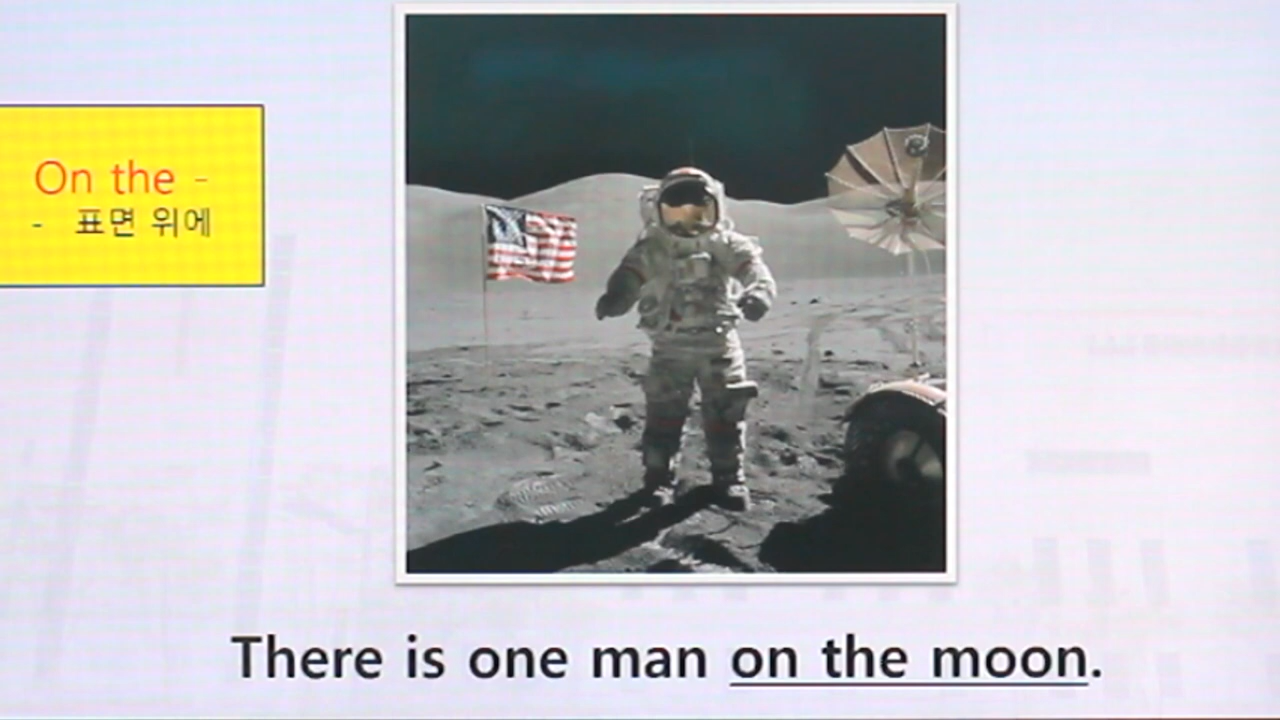 On the -
- 표면 위에
There is one man on the moon.